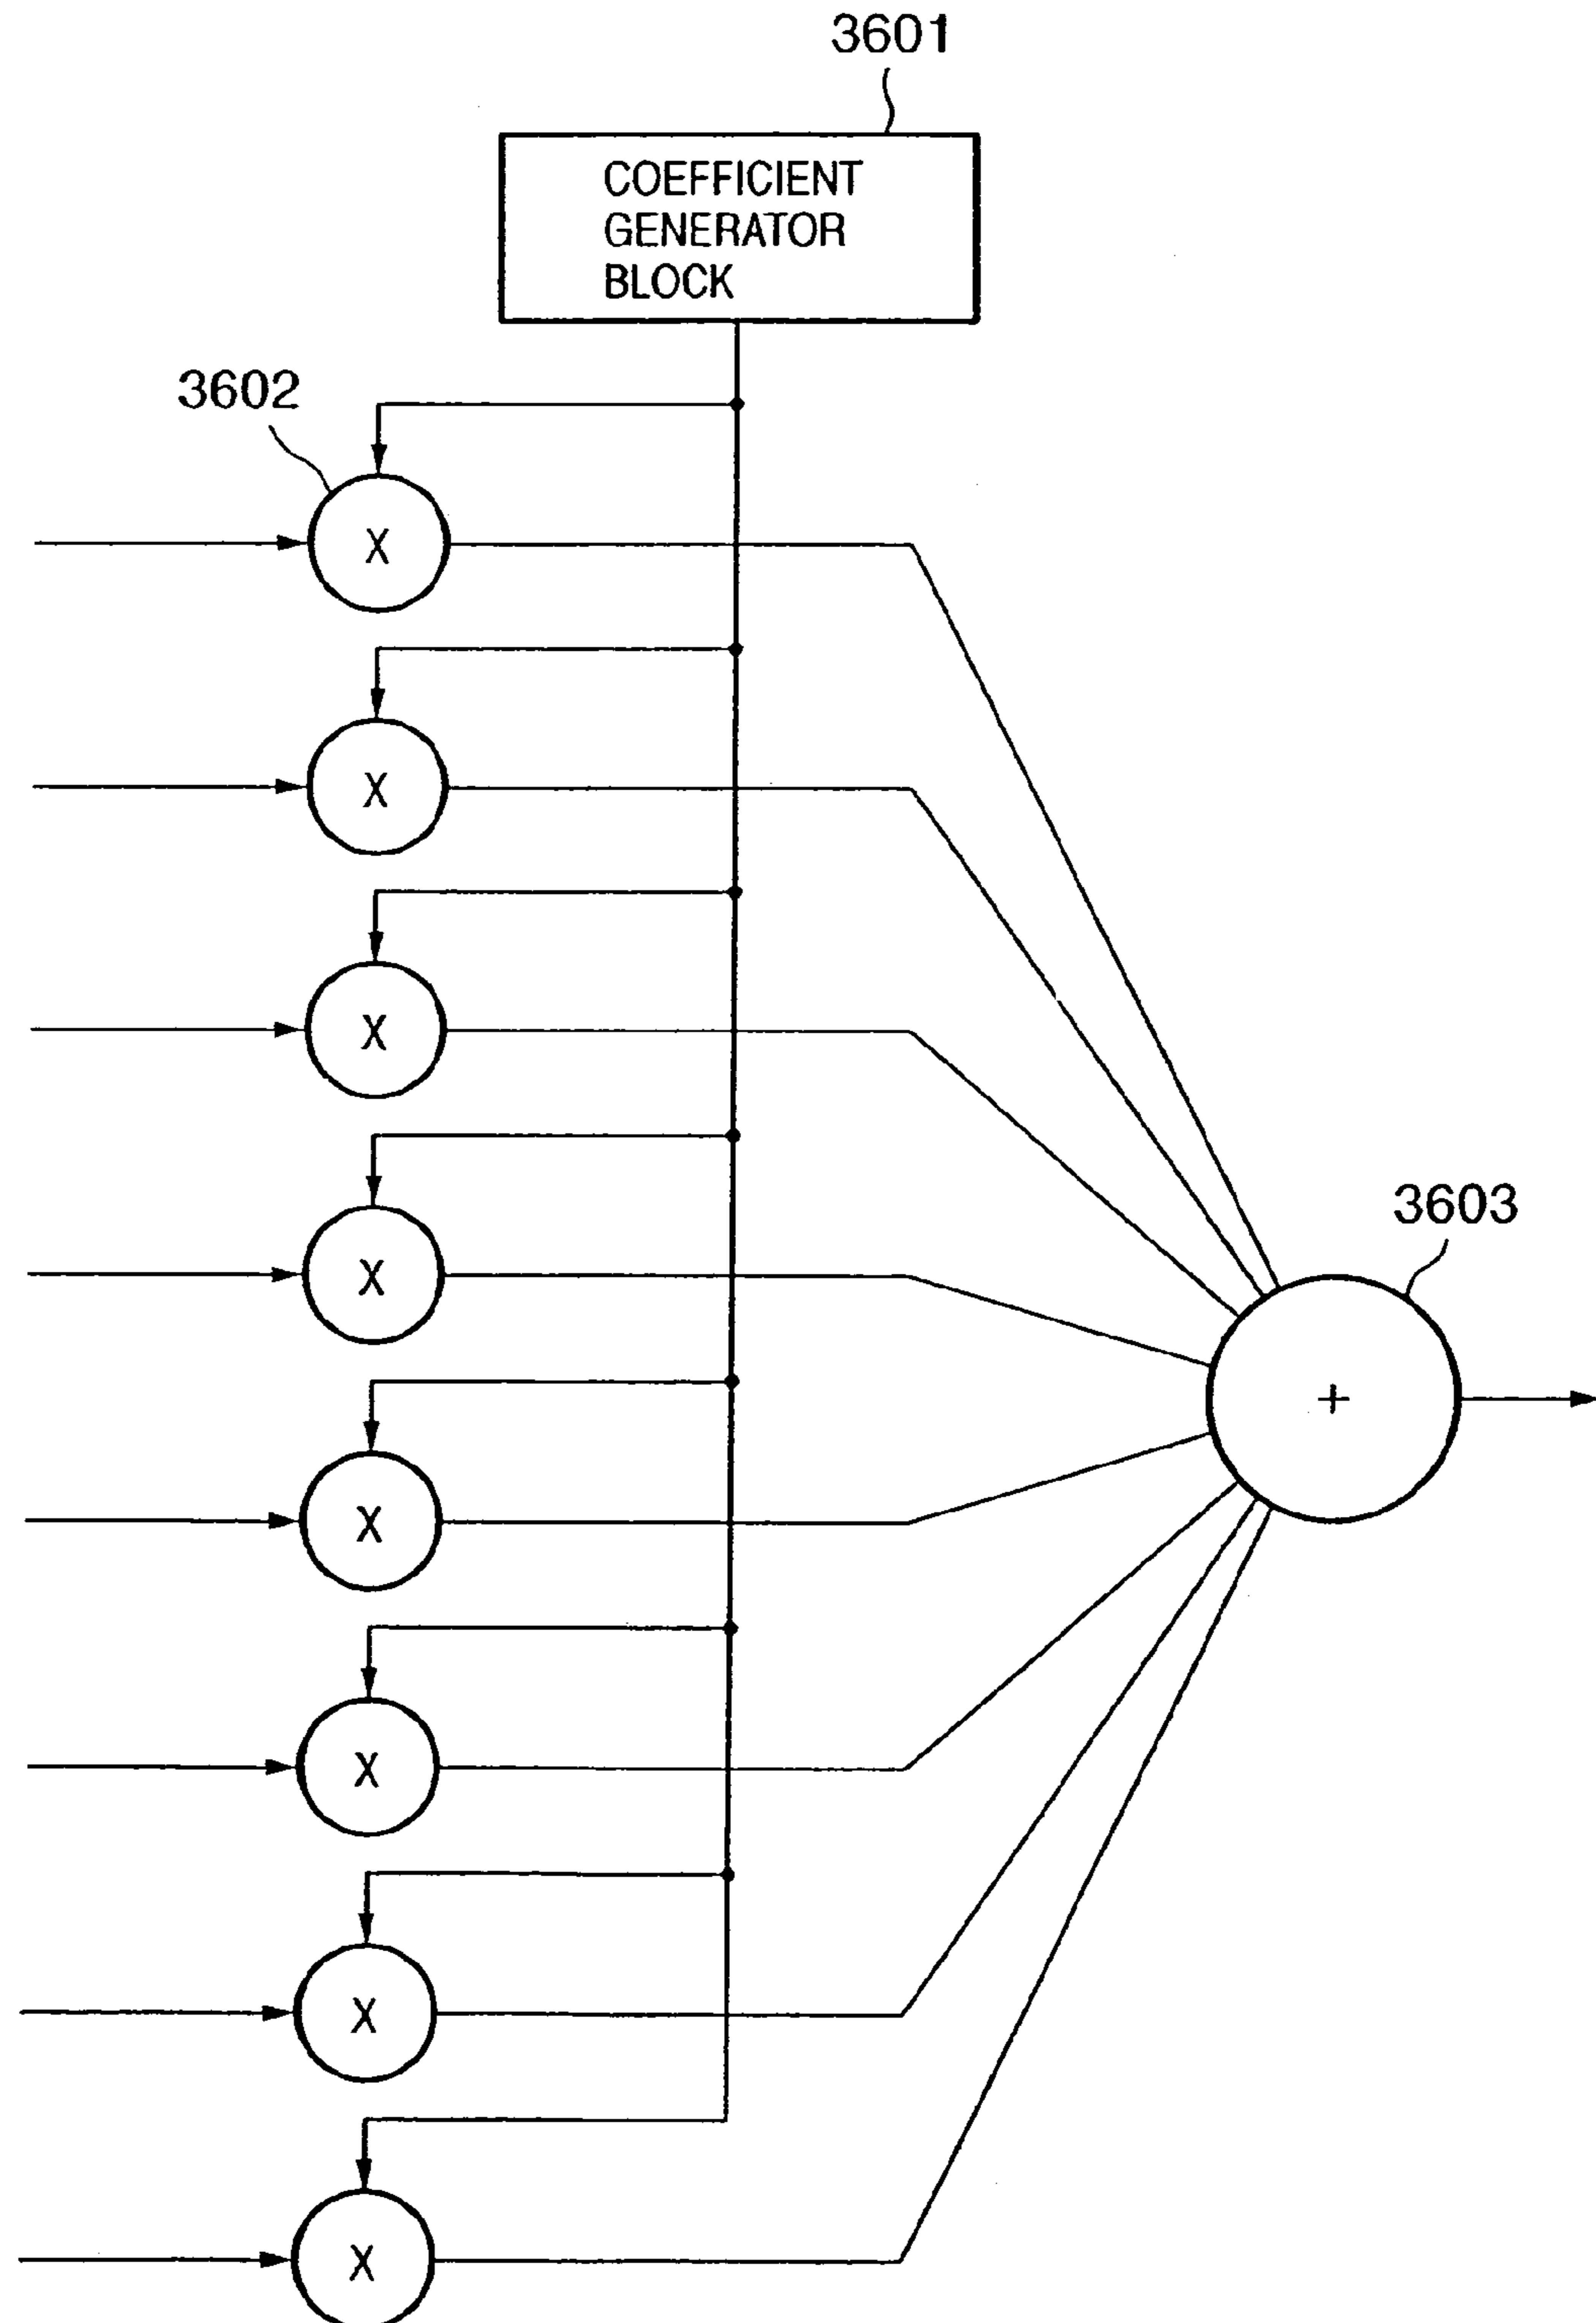 3601
COEFFICIENT
GENERATOR
BLOCK
3602
X
X
X
X
3603
+
X
X
X
X